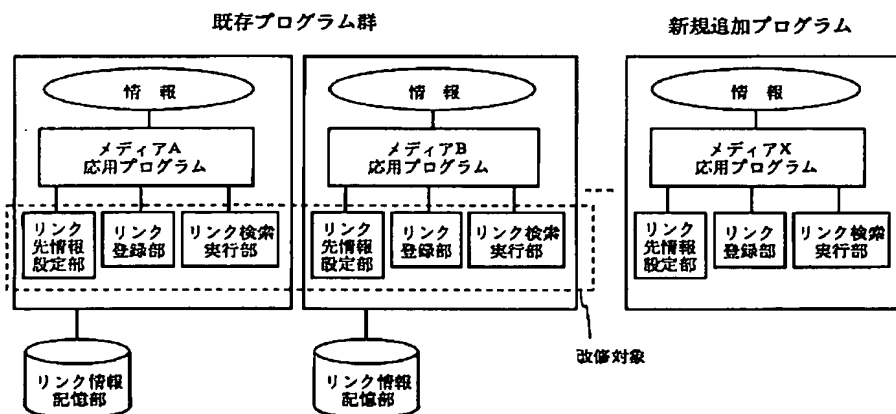 既存プログラム群
新規追加プログラム
情 報
メディアA
応用プログラム
リンク
先情報
設定部
リンク
登録部
リンク検索
実行部
情 報
メディアB
応用プログラム
リンク
先情報
設定部
リンク
登録部
リンク検索
実行部
情 報
メディアX
応用プログラム
リンク
先情報
設定部
リンク
登録部
リンク検索
実行部
改修対象
リンク情報
記憶部
リンク情報
記憶部